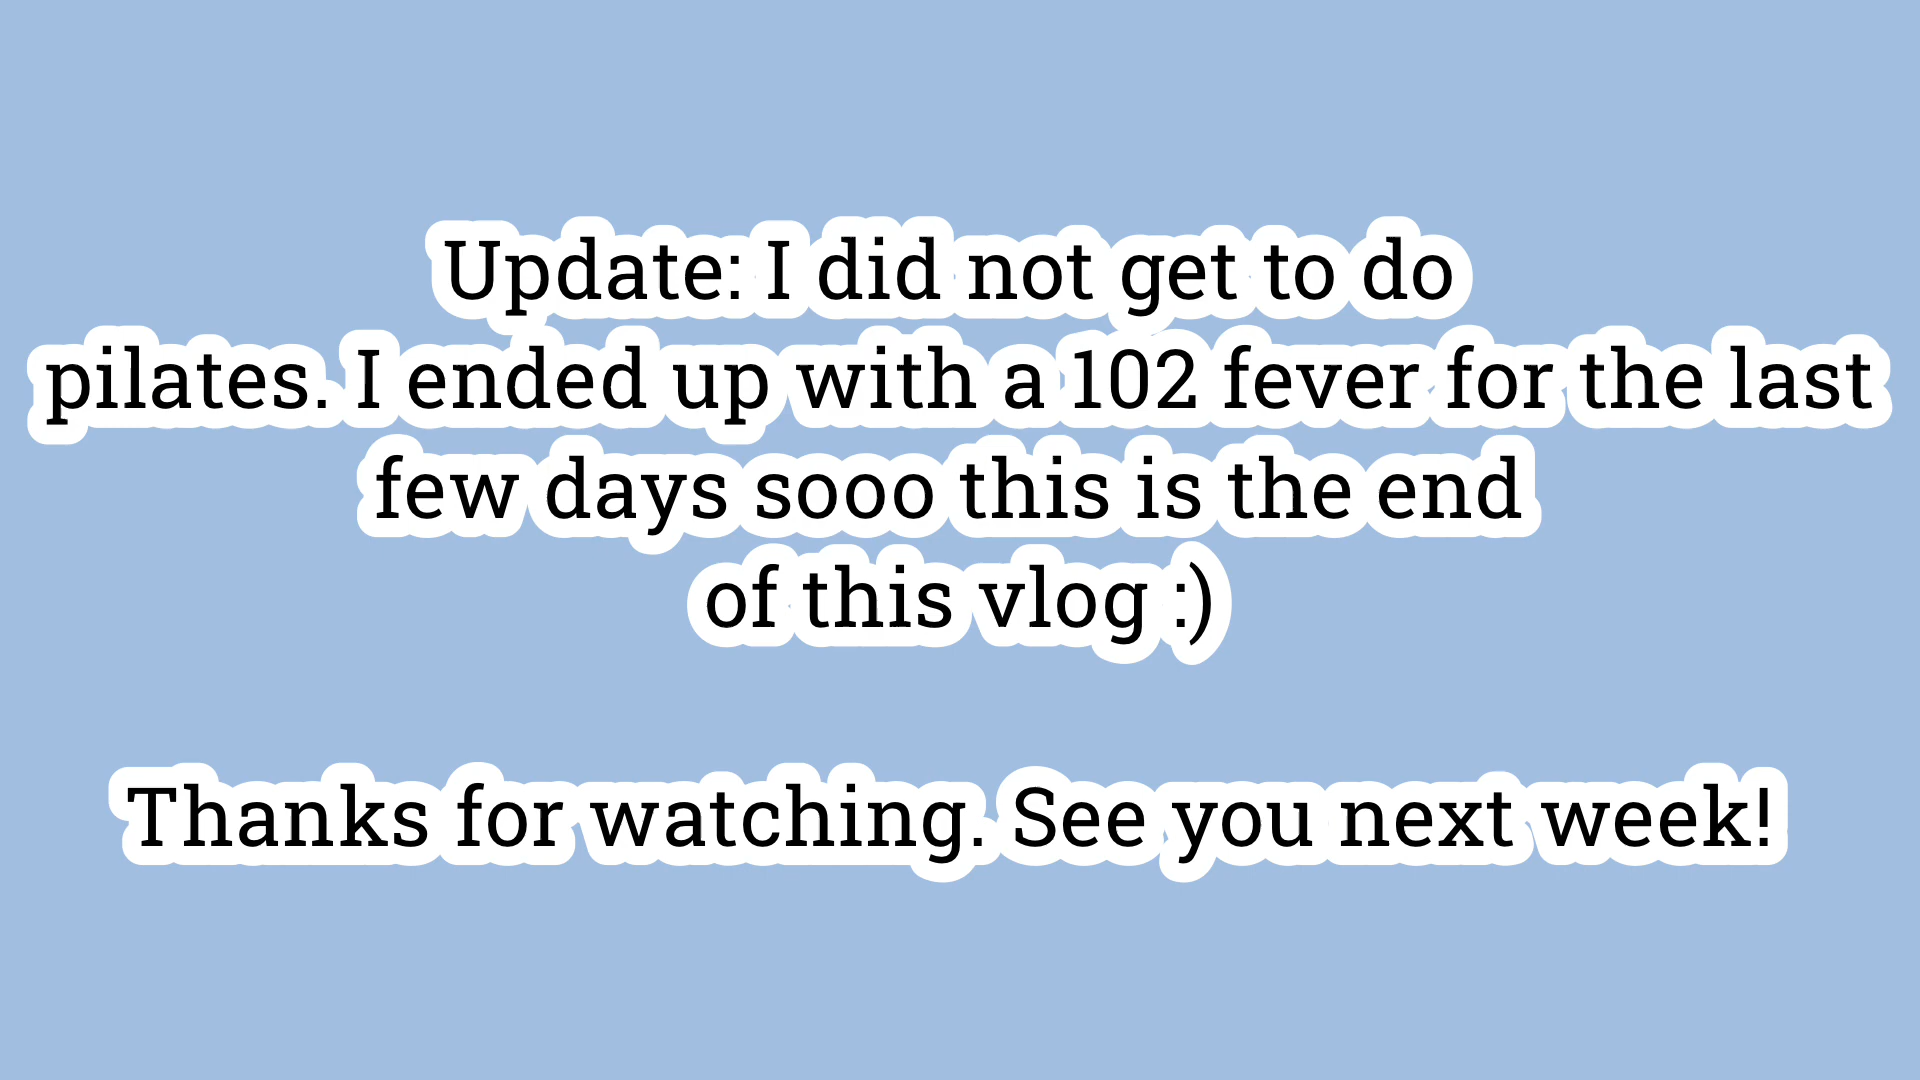 Update: I did not get to do
pilates. I ended up with a 102 fever for the last
few days sooo this is the end
of this vlog :)
Thanks for watching. See you next week!